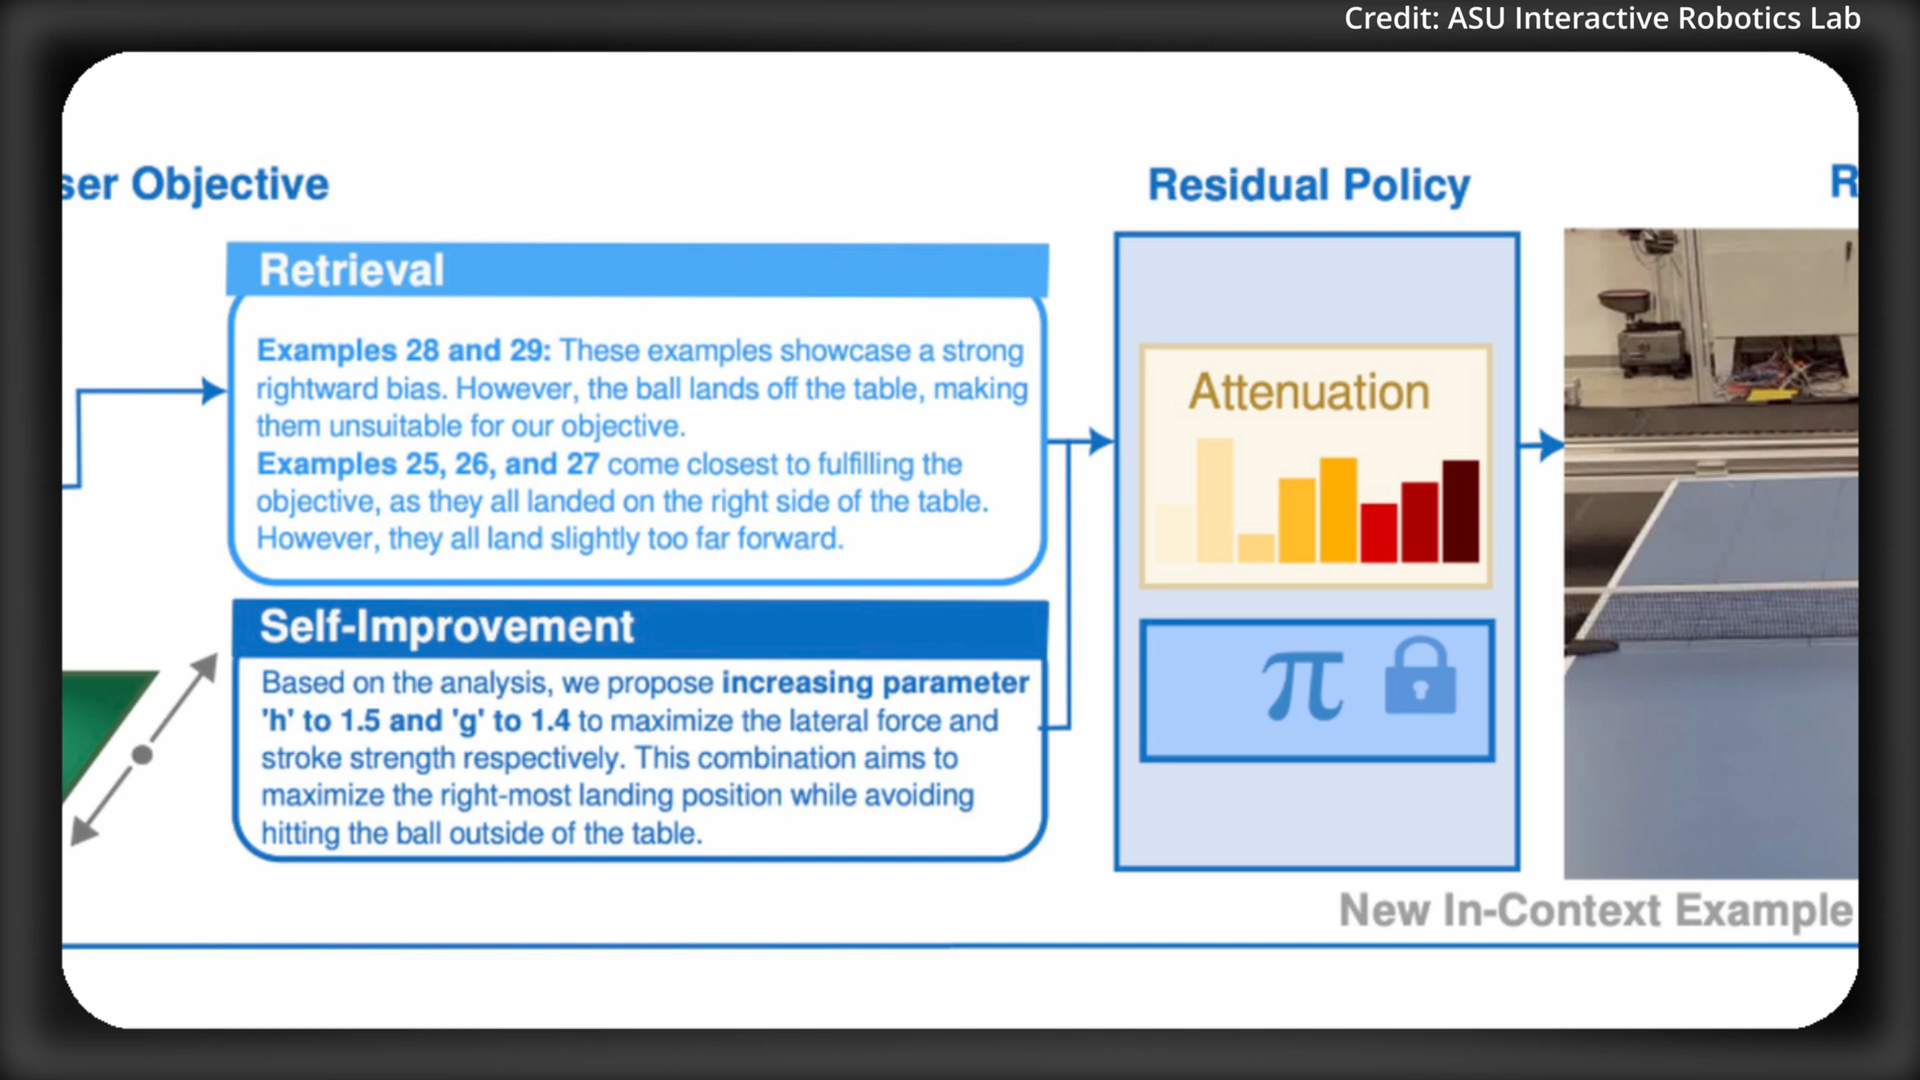 Credit: ASU Interactive Robotics Lab
ser Objective
Residual Policy
R
Retrieval
Examples 28 and 29: These examples showcase a strong
rightward bias. However, the ball lands off the table, making
them unsuitable for our objective.
Examples 25, 26, and 27 come closest to fulfilling the
objective, as they all landed on the right side of the table.
However, they all land slightly too far forward.
Attenuation
Self-Improvement
Based on the analysis, we propose increasing parameter
'h' to 1.5 and 'g' to 1.4 to maximize the lateral force and
stroke strength respectively. This combination aims to
maximize the right-most landing position while avoiding
hitting the ball outside of the table.
π
New In-Context Example